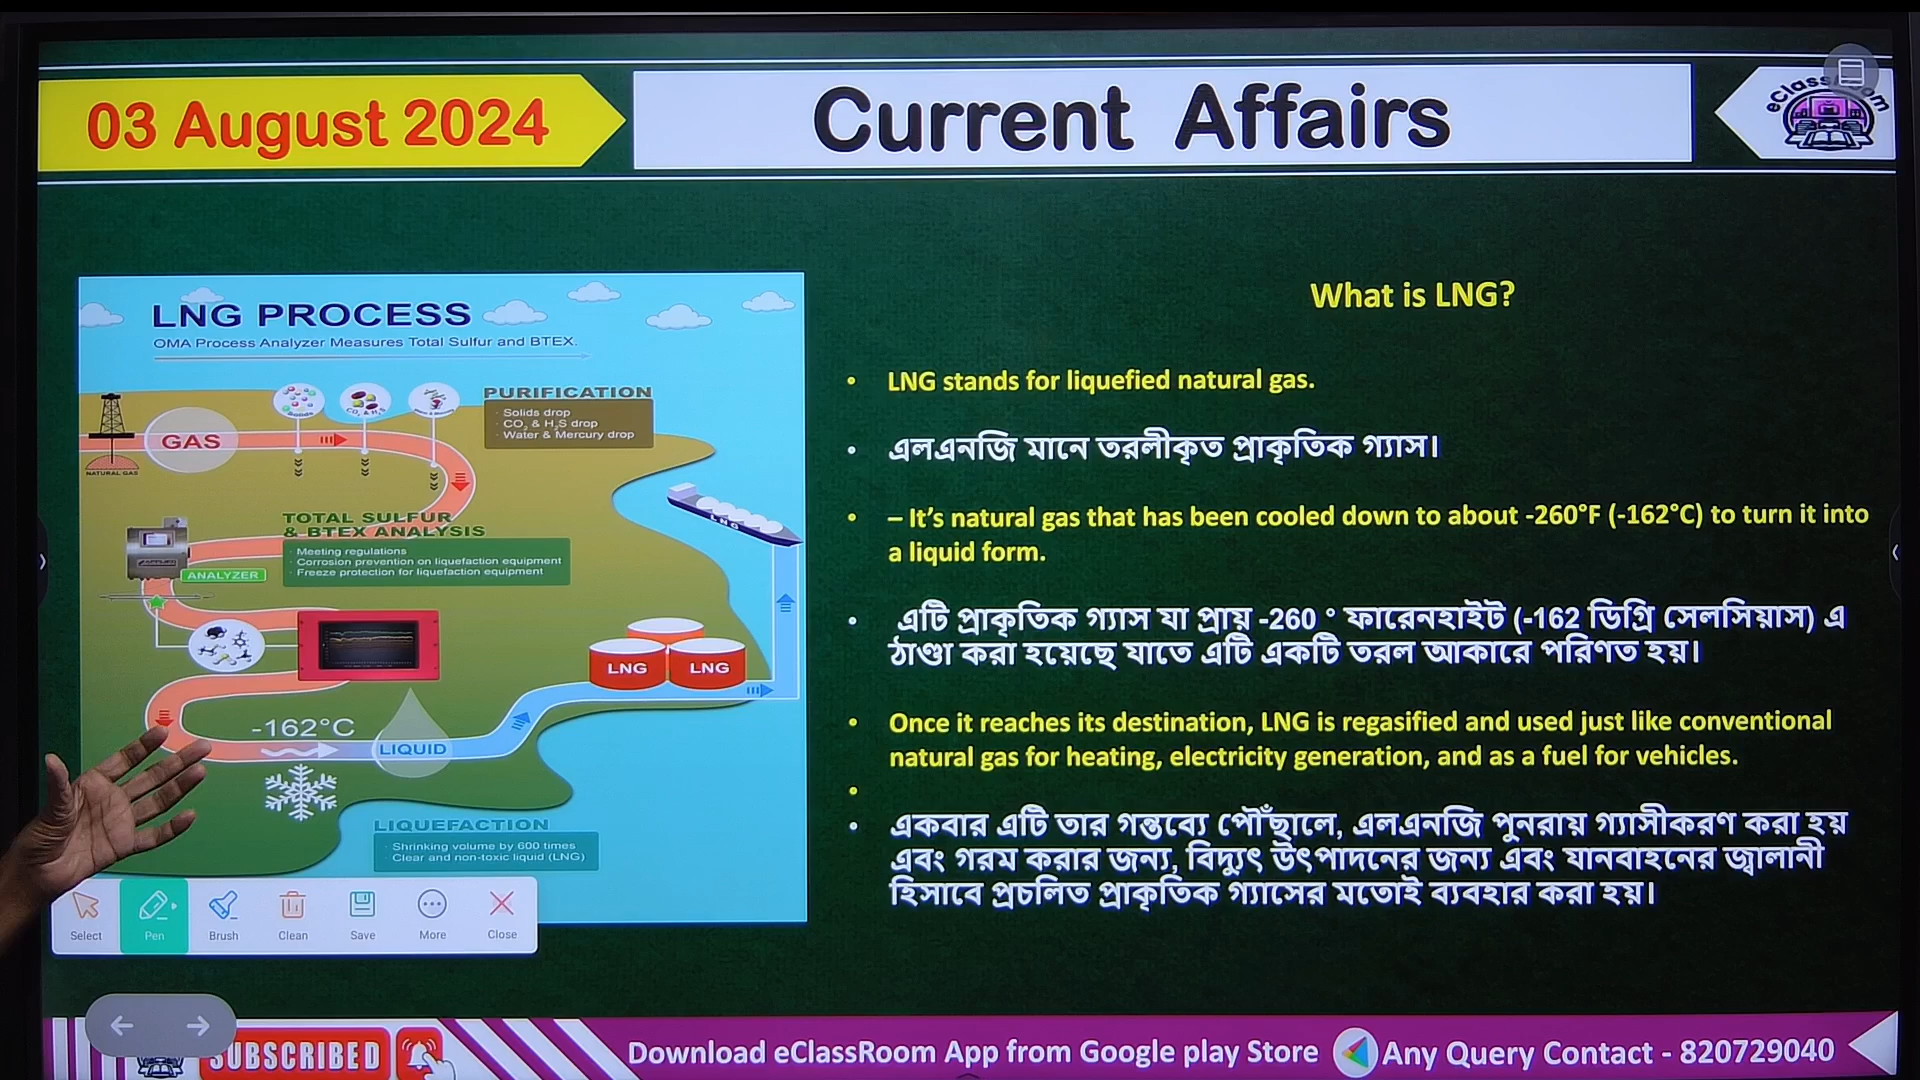 03 August 2024
Current Affairs
eClassRoom
LNG PROCESS
OMA Process Analyzer Measures Total Sulfur and BTEX.
PURIFICATION
· Solids drop
· CO₂ & H₂S drop
· Water & Mercury drop
Solids
CO₂ & H₂S
GAS
NATURAL GAS
TOTAL SULFUR
& BTEX ANALYSIS
· Meeting regulations
· Corrosion prevention on liquefaction equipment
· Freeze protection for liquefaction equipment
ANALYZER
LNG
LNG
LNG
-162°C
LIQUID
LIQUEFACTION
· Shrinking volume by 600 times
· Clear and non-toxic liquid (LNG)
What is LNG?
• LNG stands for liquefied natural gas.
• এলএনজি মানে তরলীকৃত প্রাকৃতিক গ্যাস।
• – It's natural gas that has been cooled down to about -260°F (-162°C) to turn it into
a liquid form.
• এটি প্রাকৃতিক গ্যাস যা প্রায় -260 ° ফারেনহাইট (-162 ডিগ্রি সেলসিয়াস) এ
ঠাণ্ডা করা হয়েছে যাতে এটি একটি তরল আকারে পরিণত হয়।
• Once it reaches its destination, LNG is regasified and used just like conventional
natural gas for heating, electricity generation, and as a fuel for vehicles.
•
• একবার এটি তার গন্তব্যে পৌঁছালে, এলএনজি পুনরায় গ্যাসীকরণ করা হয়
এবং গরম করার জন্য, বিদ্যুৎ উৎপাদনের জন্য এবং যানবাহনের জ্বালানী
হিসাবে প্রচলিত প্রাকৃতিক গ্যাসের মতোই ব্যবহার করা হয়।
Select
Pen
Brush
Clean
Save
More
Close
SUBSCRIBED
Download eClassRoom App from Google play Store
Any Query Contact - 820729040